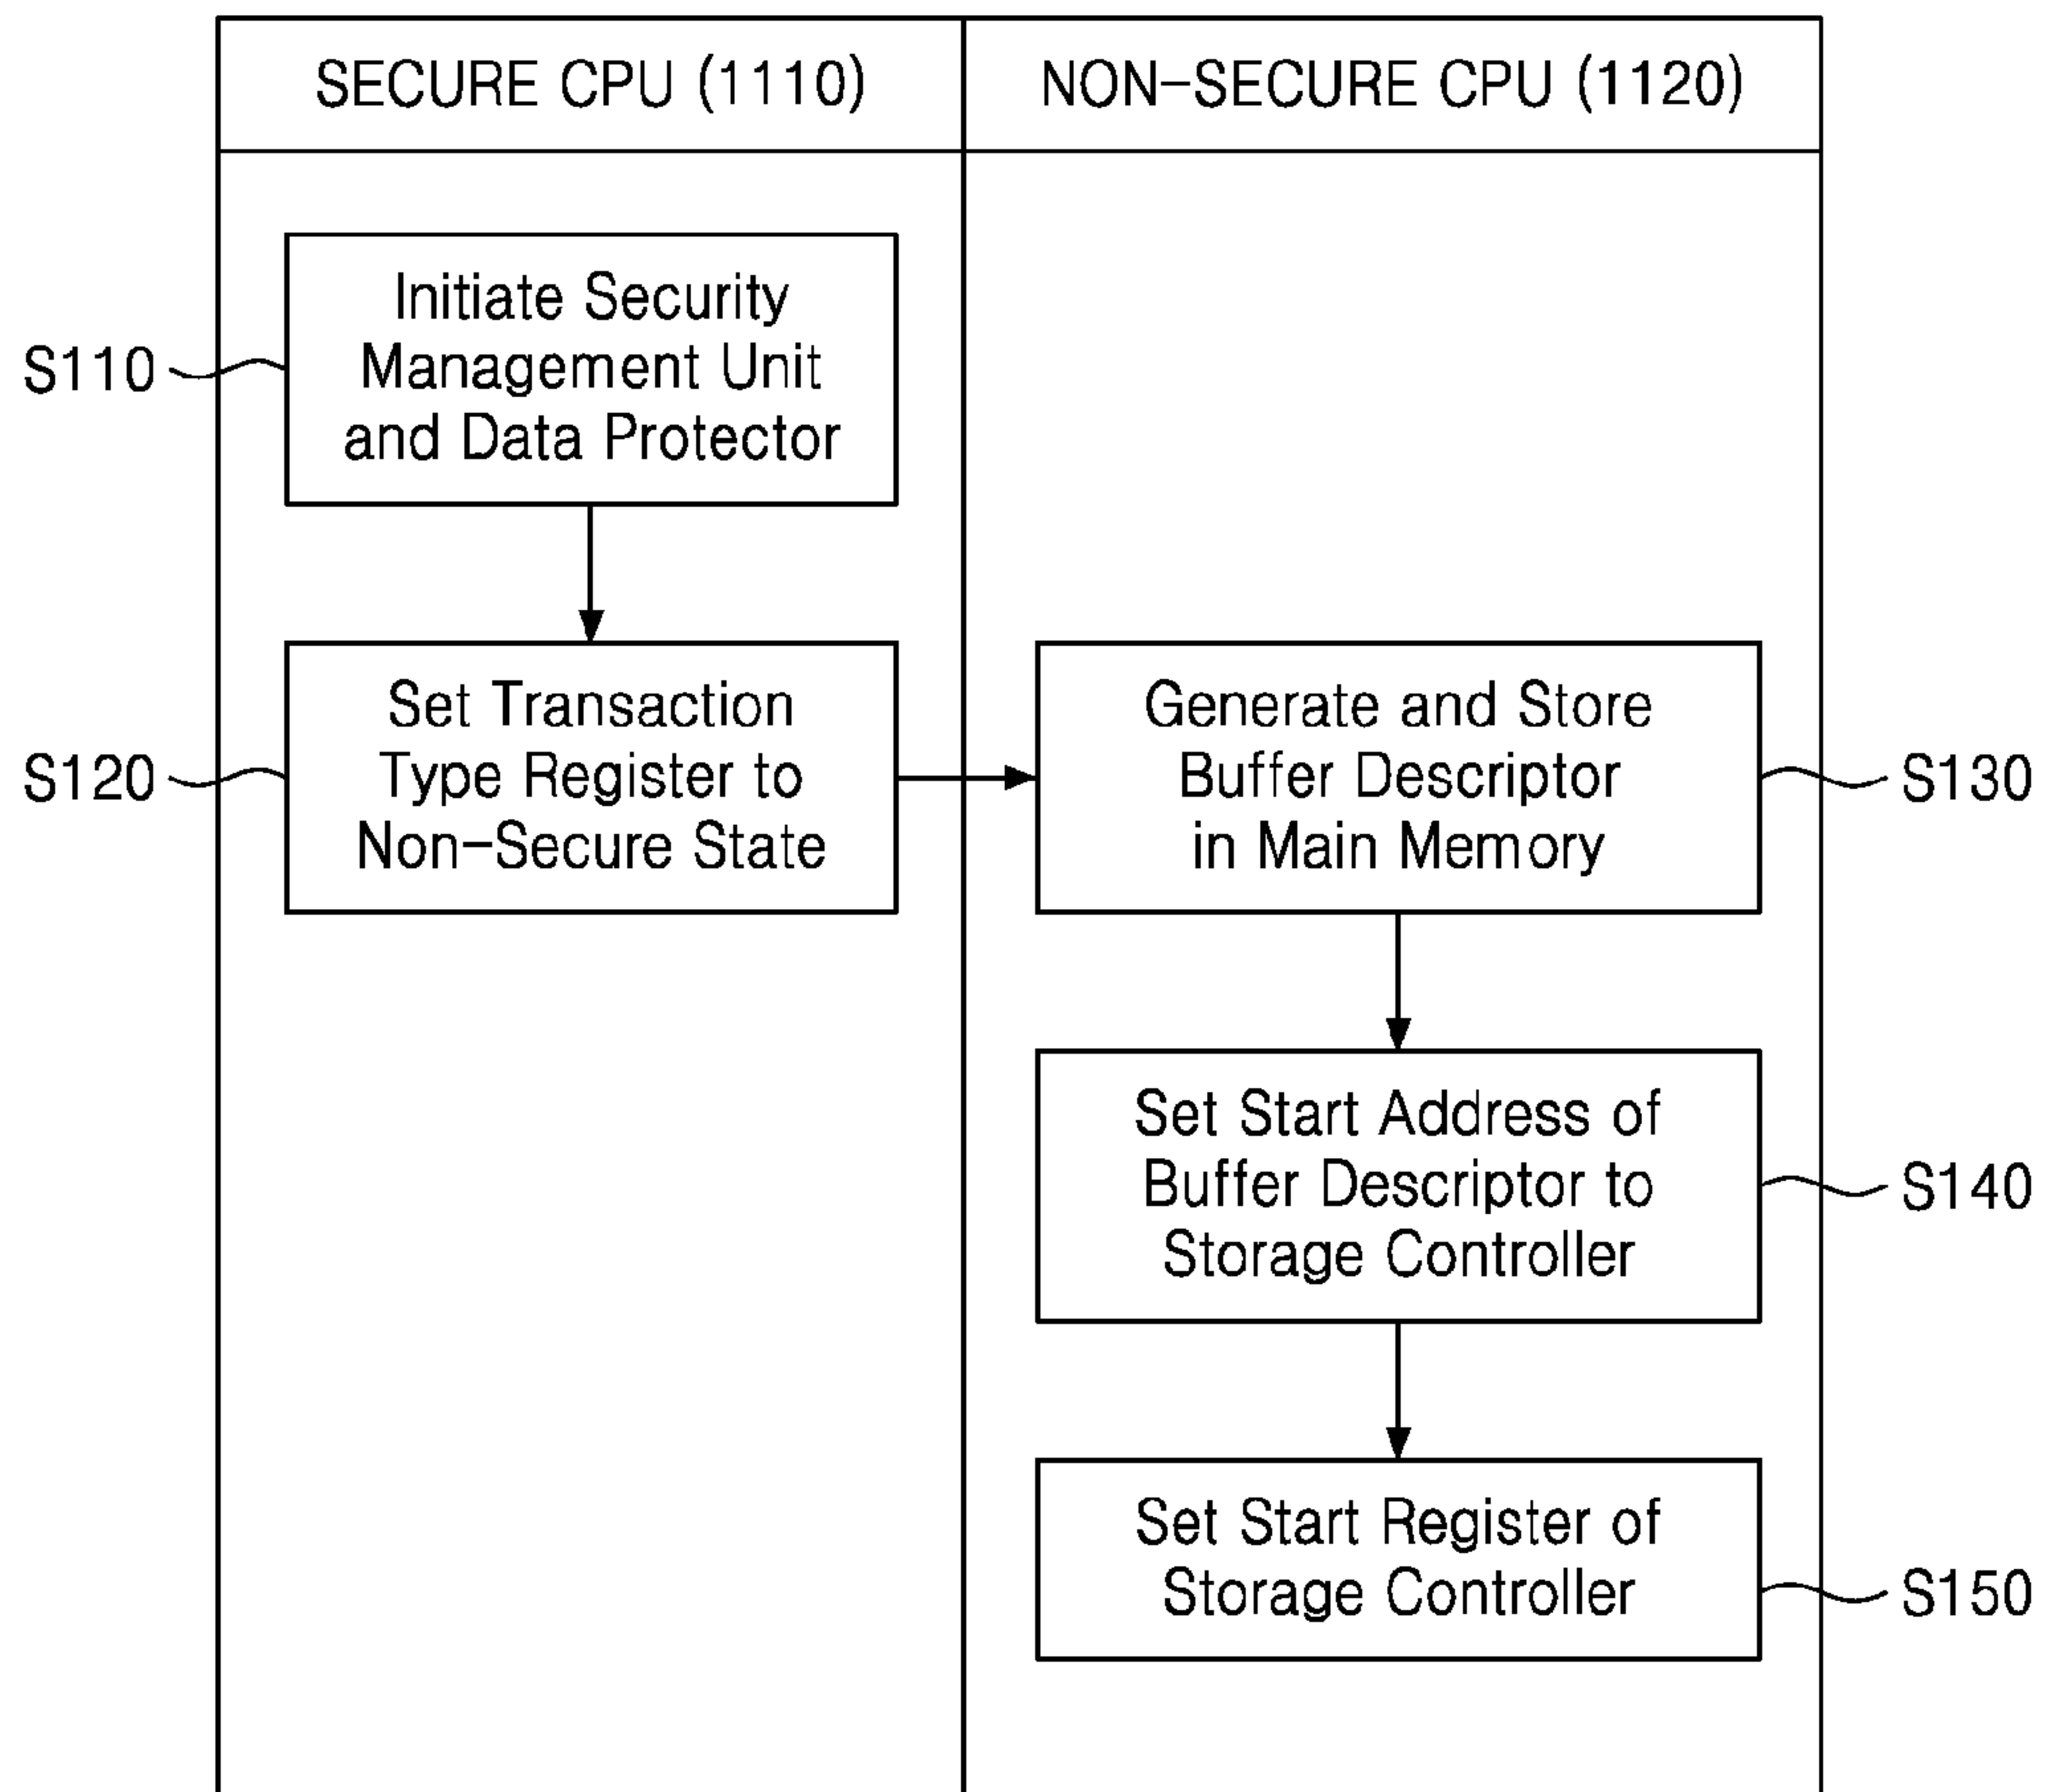 SECURE CPU (1110)
NON-SECURE CPU (1120)
S110
Initiate Security
Management Unit
and Data Protector
S120
Set Transaction
Type Register to
Non-Secure State
Generate and Store
Buffer Descriptor
in Main Memory
S130
Set Start Address of
Buffer Descriptor to
Storage Controller
S140
Set Start Register of
Storage Controller
S150